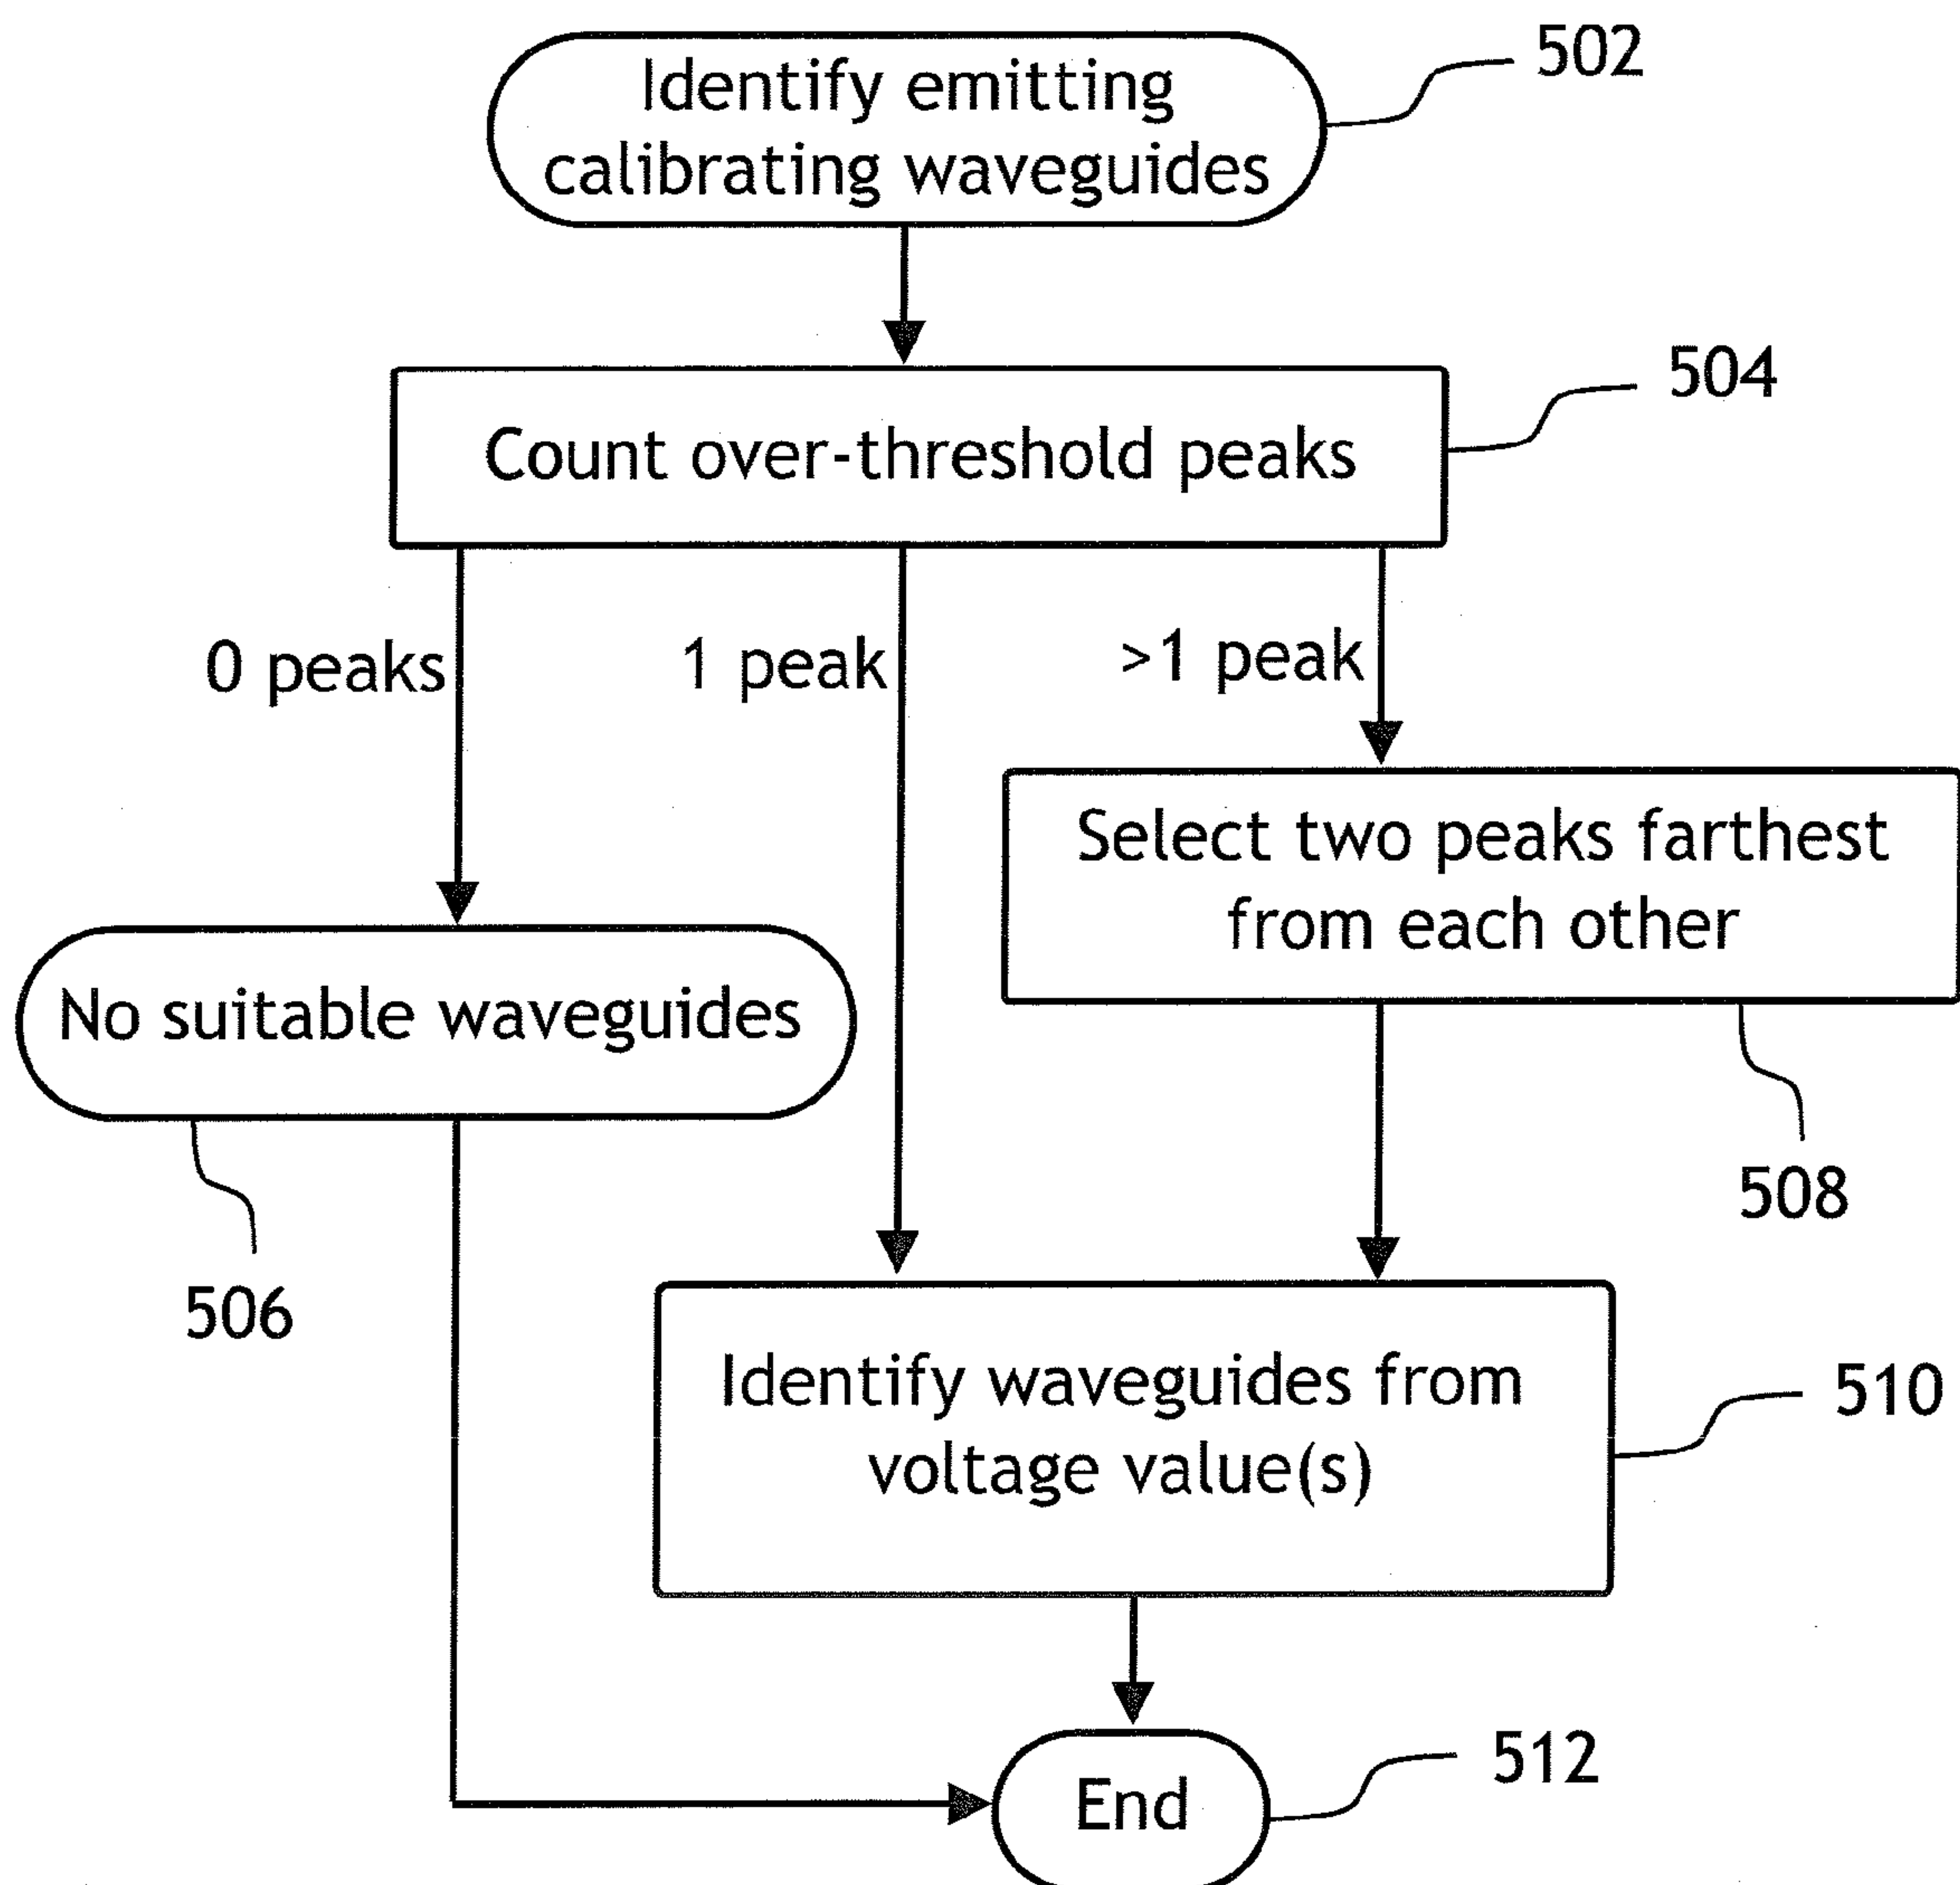 Identify emitting
calibrating waveguides
502
Count over-threshold peaks
504
0 peaks
1 peak
>1 peak
Select two peaks farthest
from each other
508
No suitable waveguides
506
Identify waveguides from
voltage value(s)
510
End
512